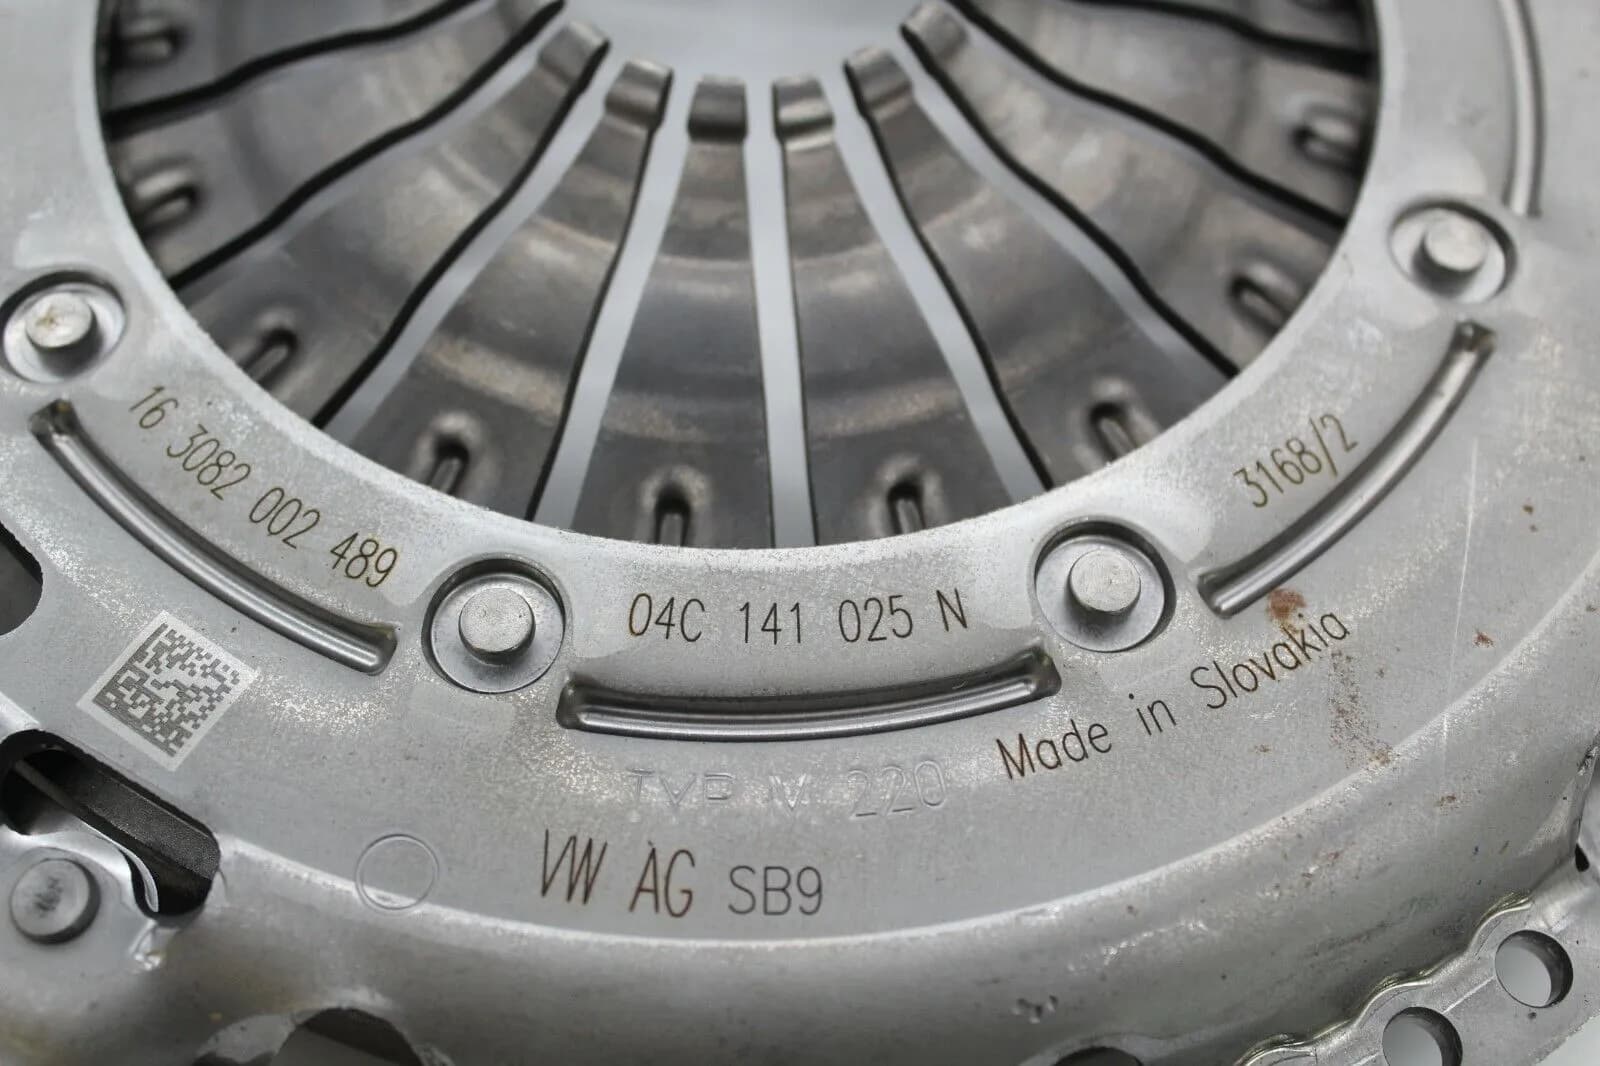 16 3082 002 489
3168/2
04C 141 025 N
Made in Slovakia
TYP M 220
VW AG SB9